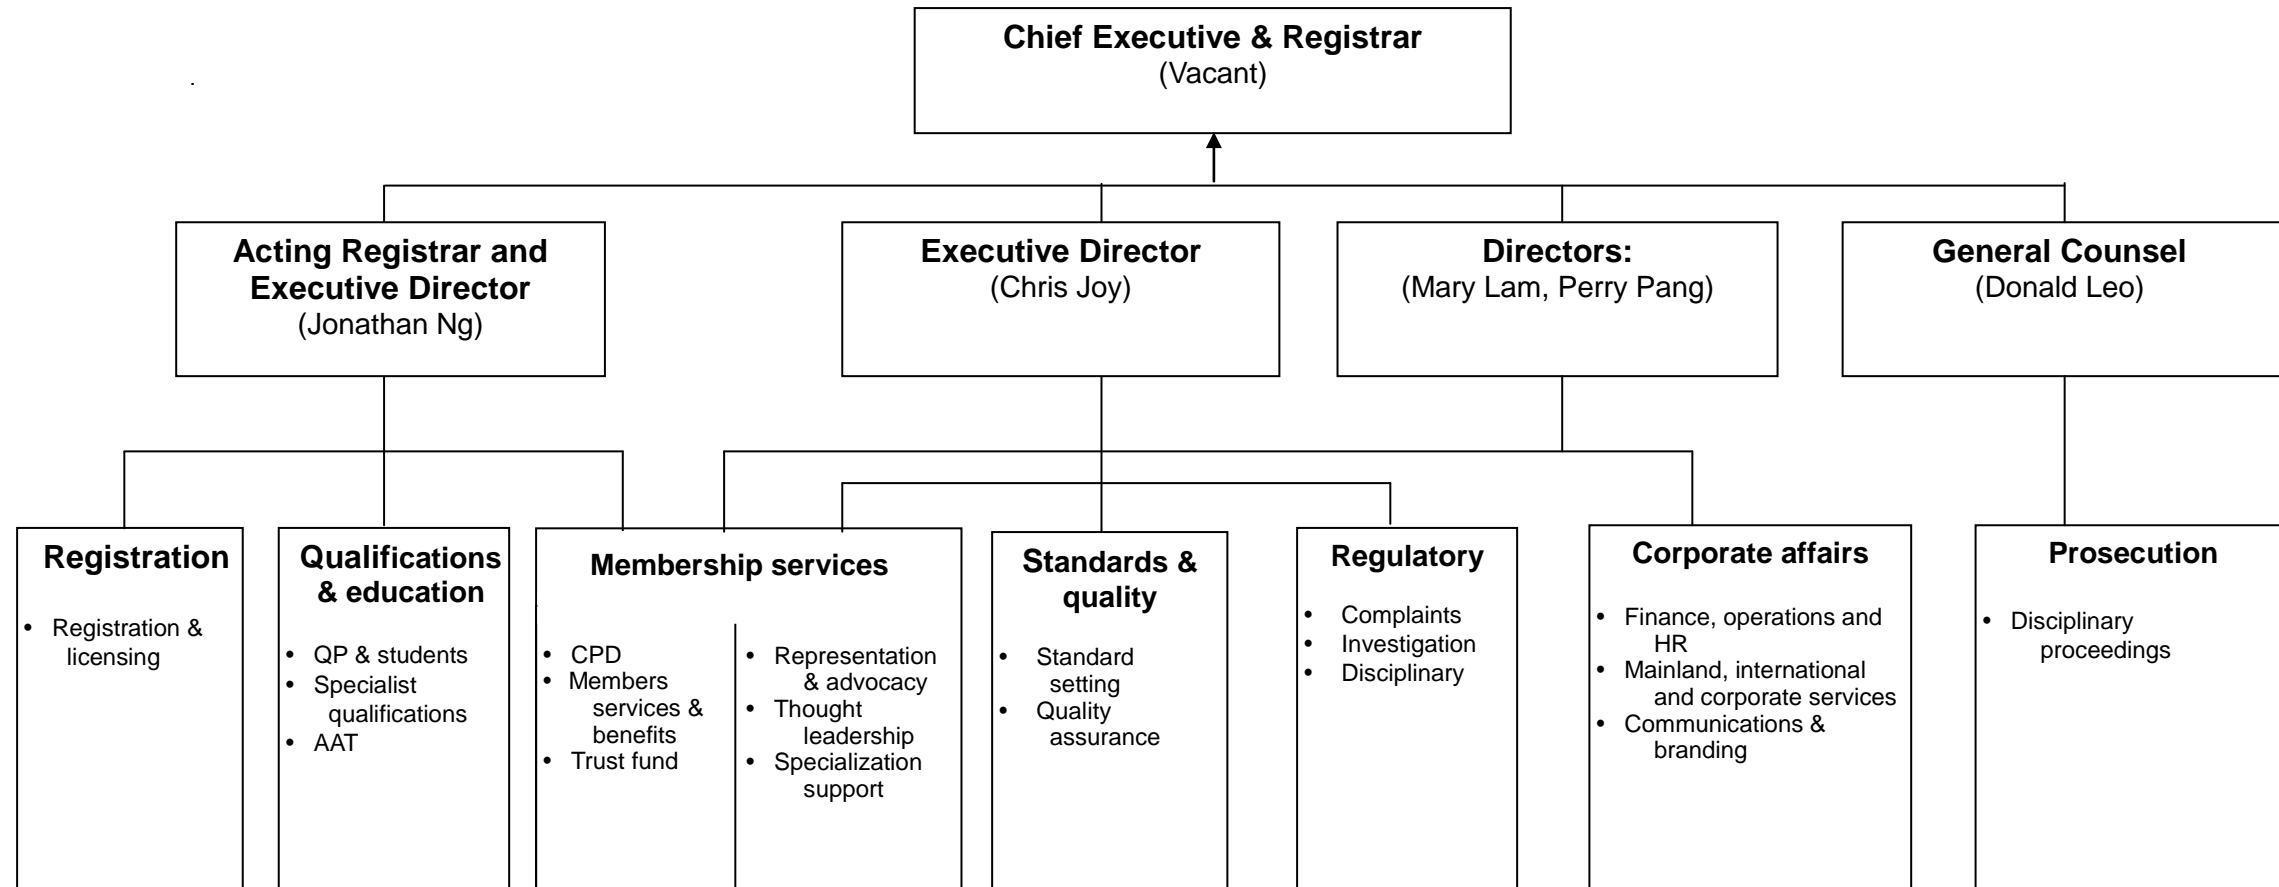 Chief Executive & Registrar
(Vacant)
Acting Registrar and
Executive Director
(Jonathan Ng)
Executive Director
(Chris Joy)
Directors:
(Mary Lam, Perry Pang)
General Counsel
(Donald Leo)
Registration
• Registration &
licensing
Qualifications
& education
• QP & students
• Specialist
qualifications
• AAT
Membership services
• CPD
• Members
services &
benefits
• Trust fund
• Representation
& advocacy
• Thought
leadership
• Specialization
support
Standards &
quality
• Standard
setting
• Quality
assurance
Regulatory
• Complaints
• Investigation
• Disciplinary
Corporate affairs
• Finance, operations and
HR
• Mainland, international
and corporate services
• Communications &
branding
Prosecution
• Disciplinary
proceedings